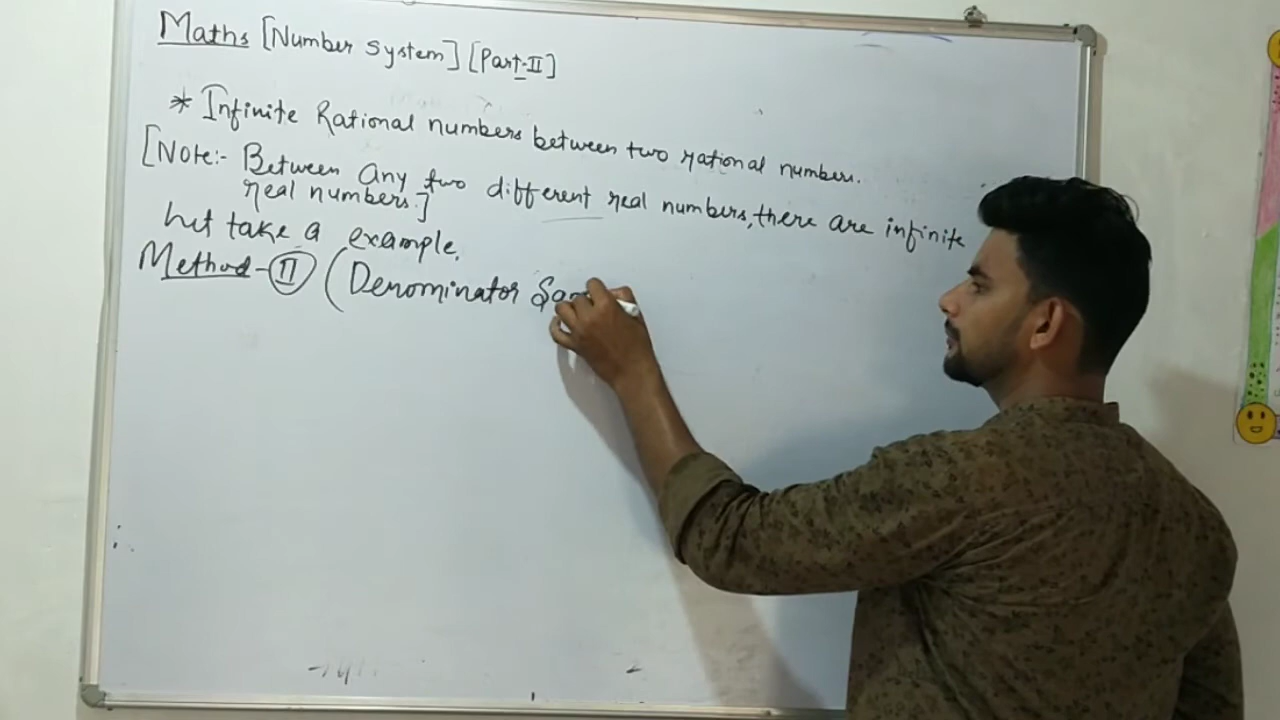 Maths [Number System] [Part-II]
* Infinite Rational numbers between two rational numbers.
[Note:- Between any two different real numbers, there are infinite
real numbers.]
let take a example.
Method-II (Denominator